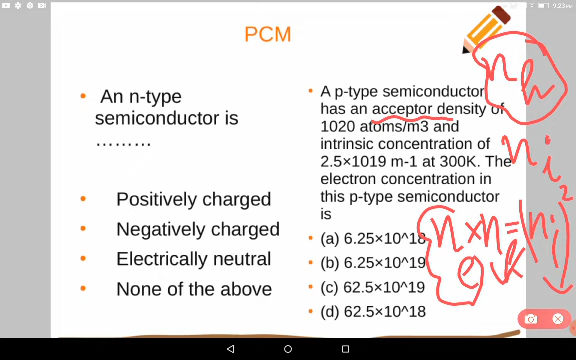 9:23
PCM
An n-type
semiconductor is
………
Positively charged
Negatively charged
Electrically neutral
None of the above
A p-type semiconductor
has an acceptor density of
1020 atoms/m3 and
intrinsic concentration of
2.5×1019 m-1 at 300K. The
electron concentration in
this p-type semiconductor
is
(a) 6.25×10^18
(b) 6.25×10^19
(c) 62.5×10^19
(d) 62.5×10^18
n h
n i 2
n × n = (n i)
e